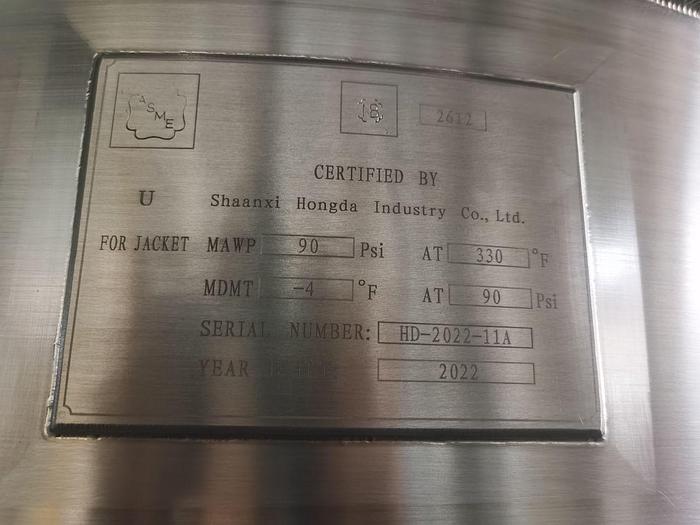 ASME
2612
CERTIFIED BY
U Shaanxi Hongda Industry Co., Ltd.
FOR JACKET MAWP 90 Psi AT 330 °F
MDMT -4 °F AT 90 Psi
SERIAL NUMBER: HD-2022-11A
YEAR 2022